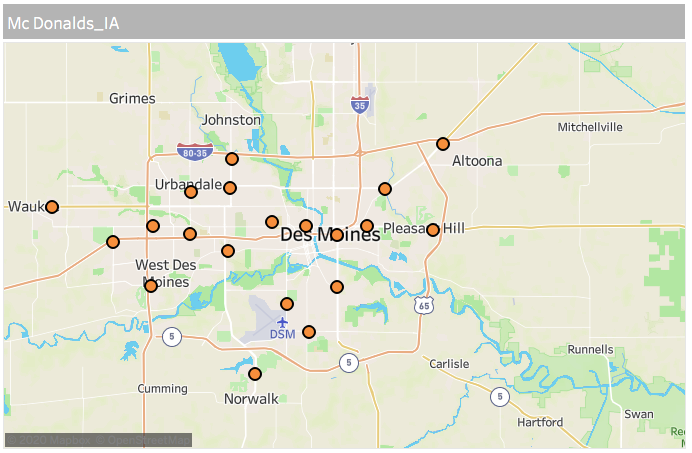 Mc Donalds_IA
Grimes
35
Johnston
Mitchellville
80-35
Altoona
Urbandale
Wauk
Pleasa Hill
Des Moines
West Des
Moines
65
DSM
5
5
Runnells
Carlisle
Cumming
5
Norwalk
Swan
Hartford
© 2020 Mapbox © OpenStreetMap